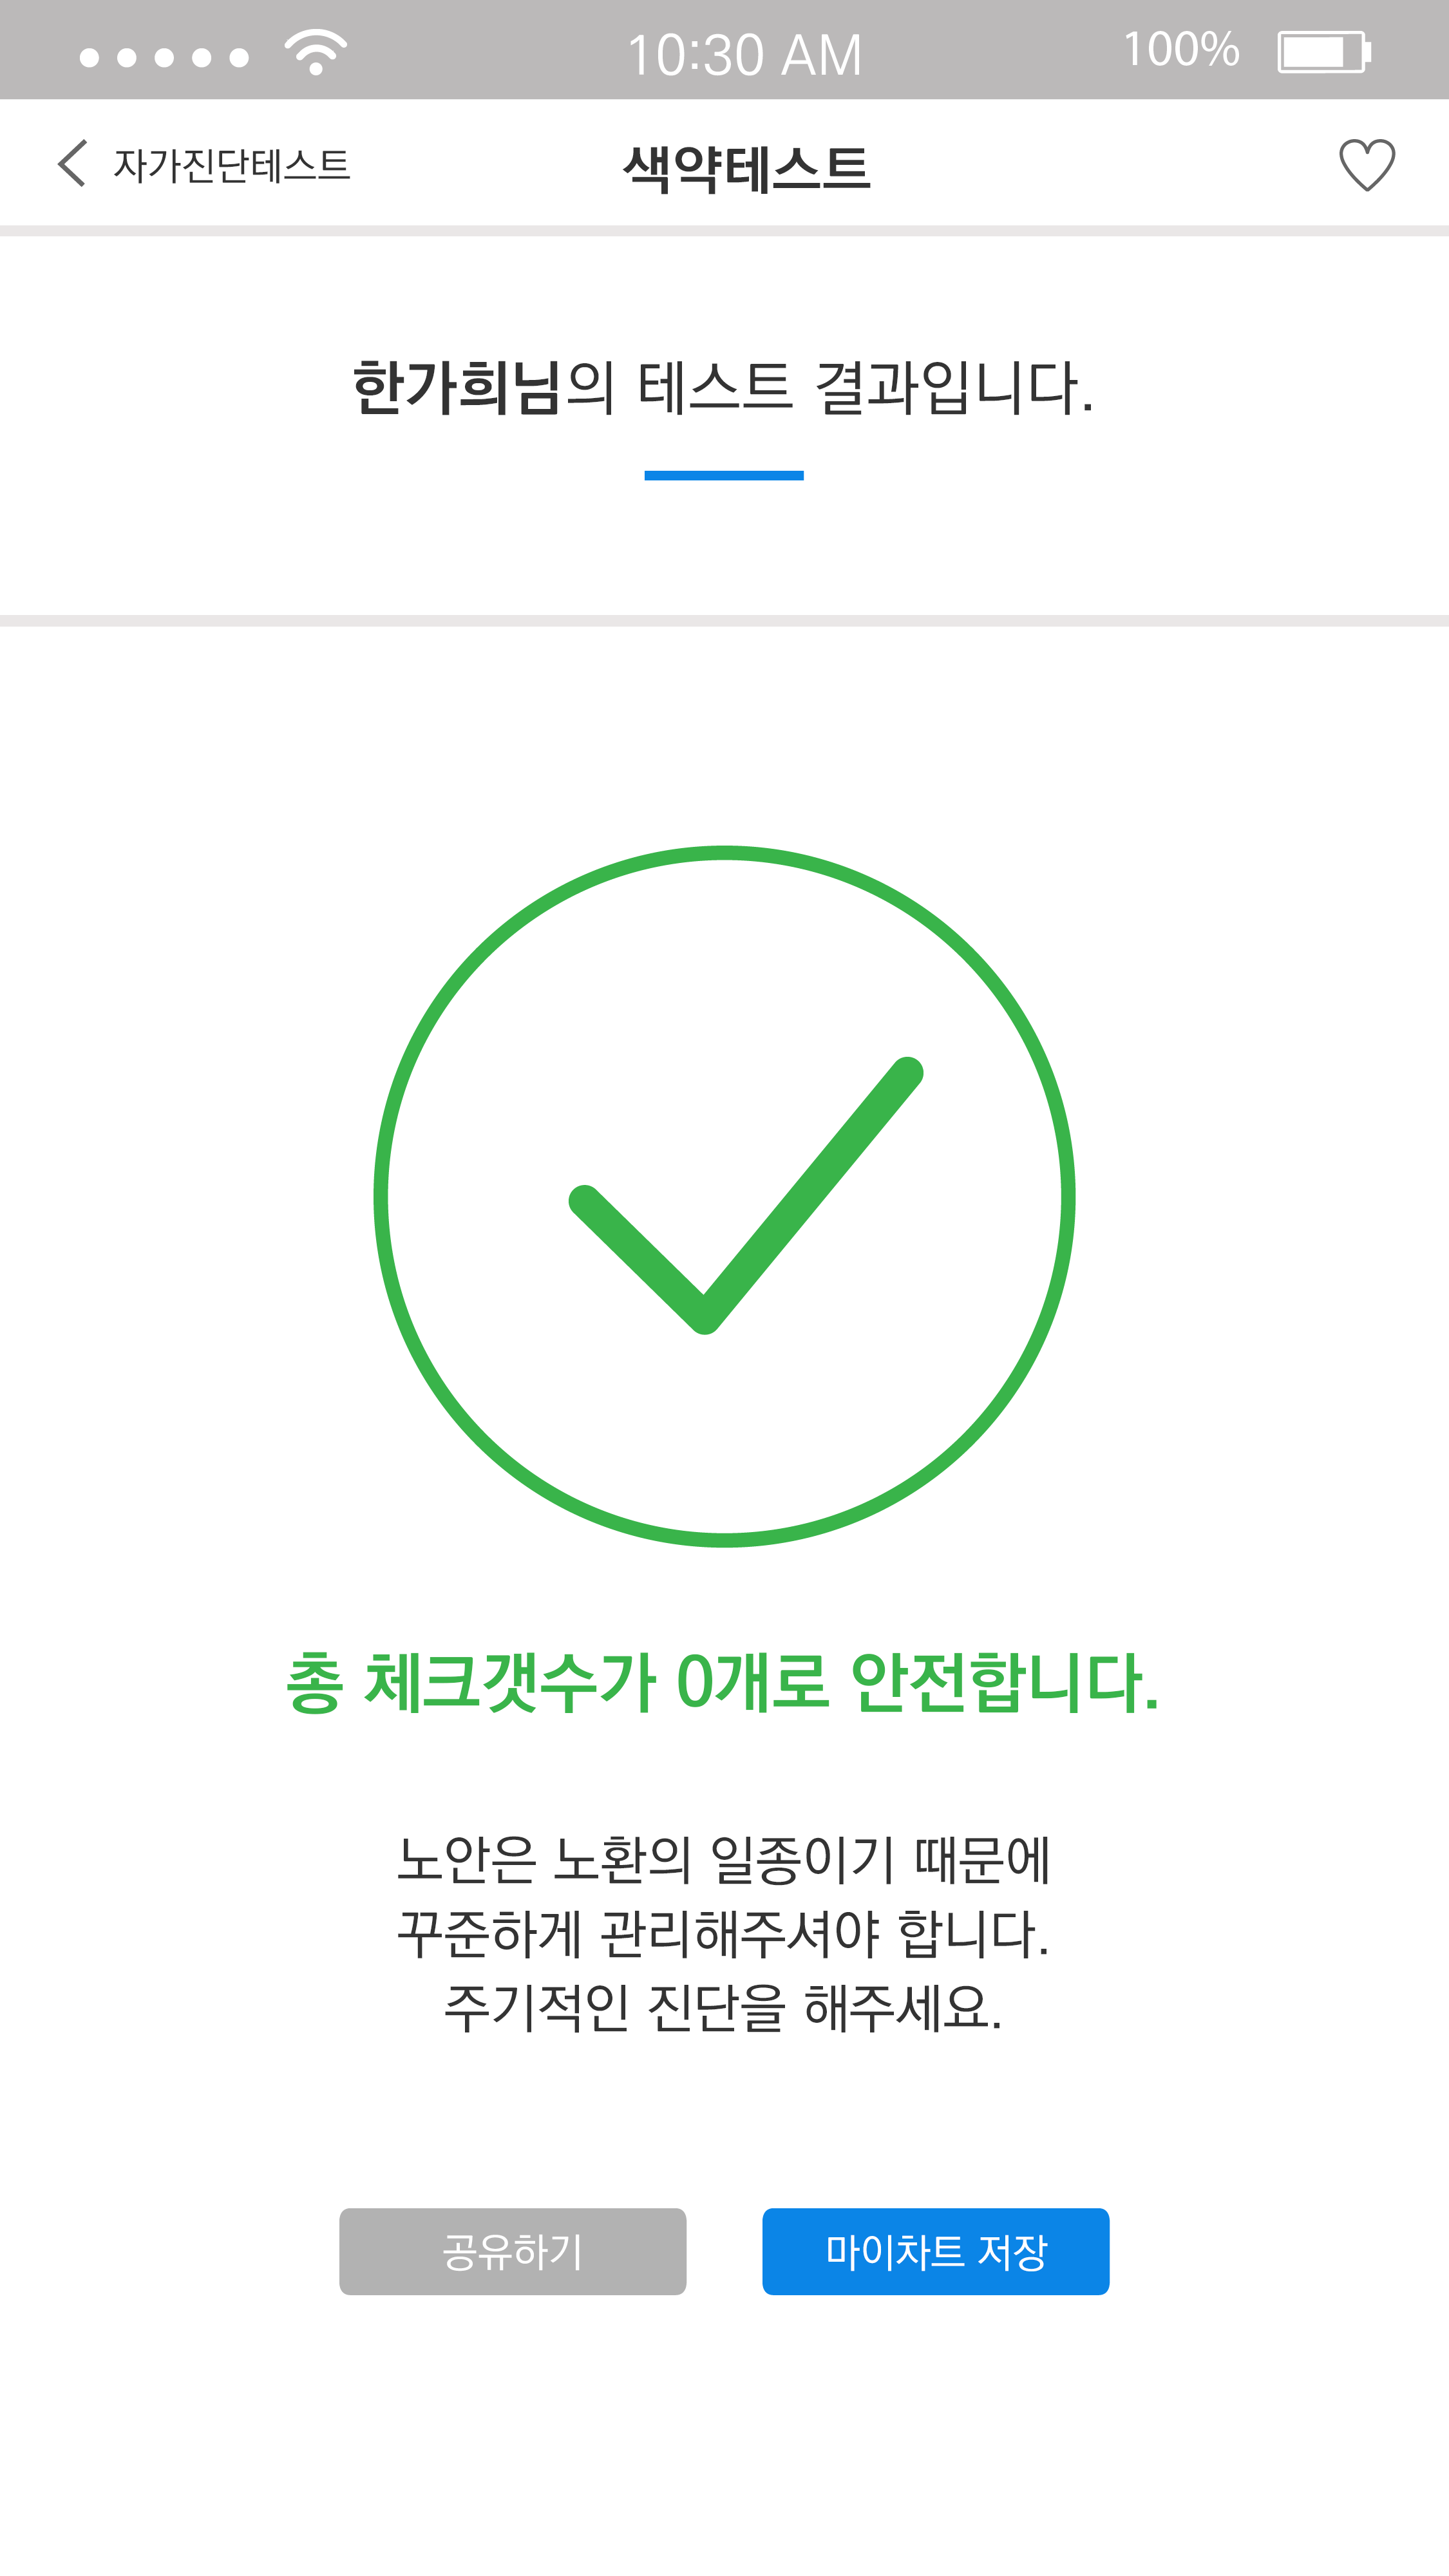 10:30 AM
100%
자가진단테스트
색약테스트
한가희님의 테스트 결과입니다.
총 체크갯수가 0개로 안전합니다.
노안은 노환의 일종이기 때문에
꾸준하게 관리해주셔야 합니다.
주기적인 진단을 해주세요.
공유하기
마이차트 저장